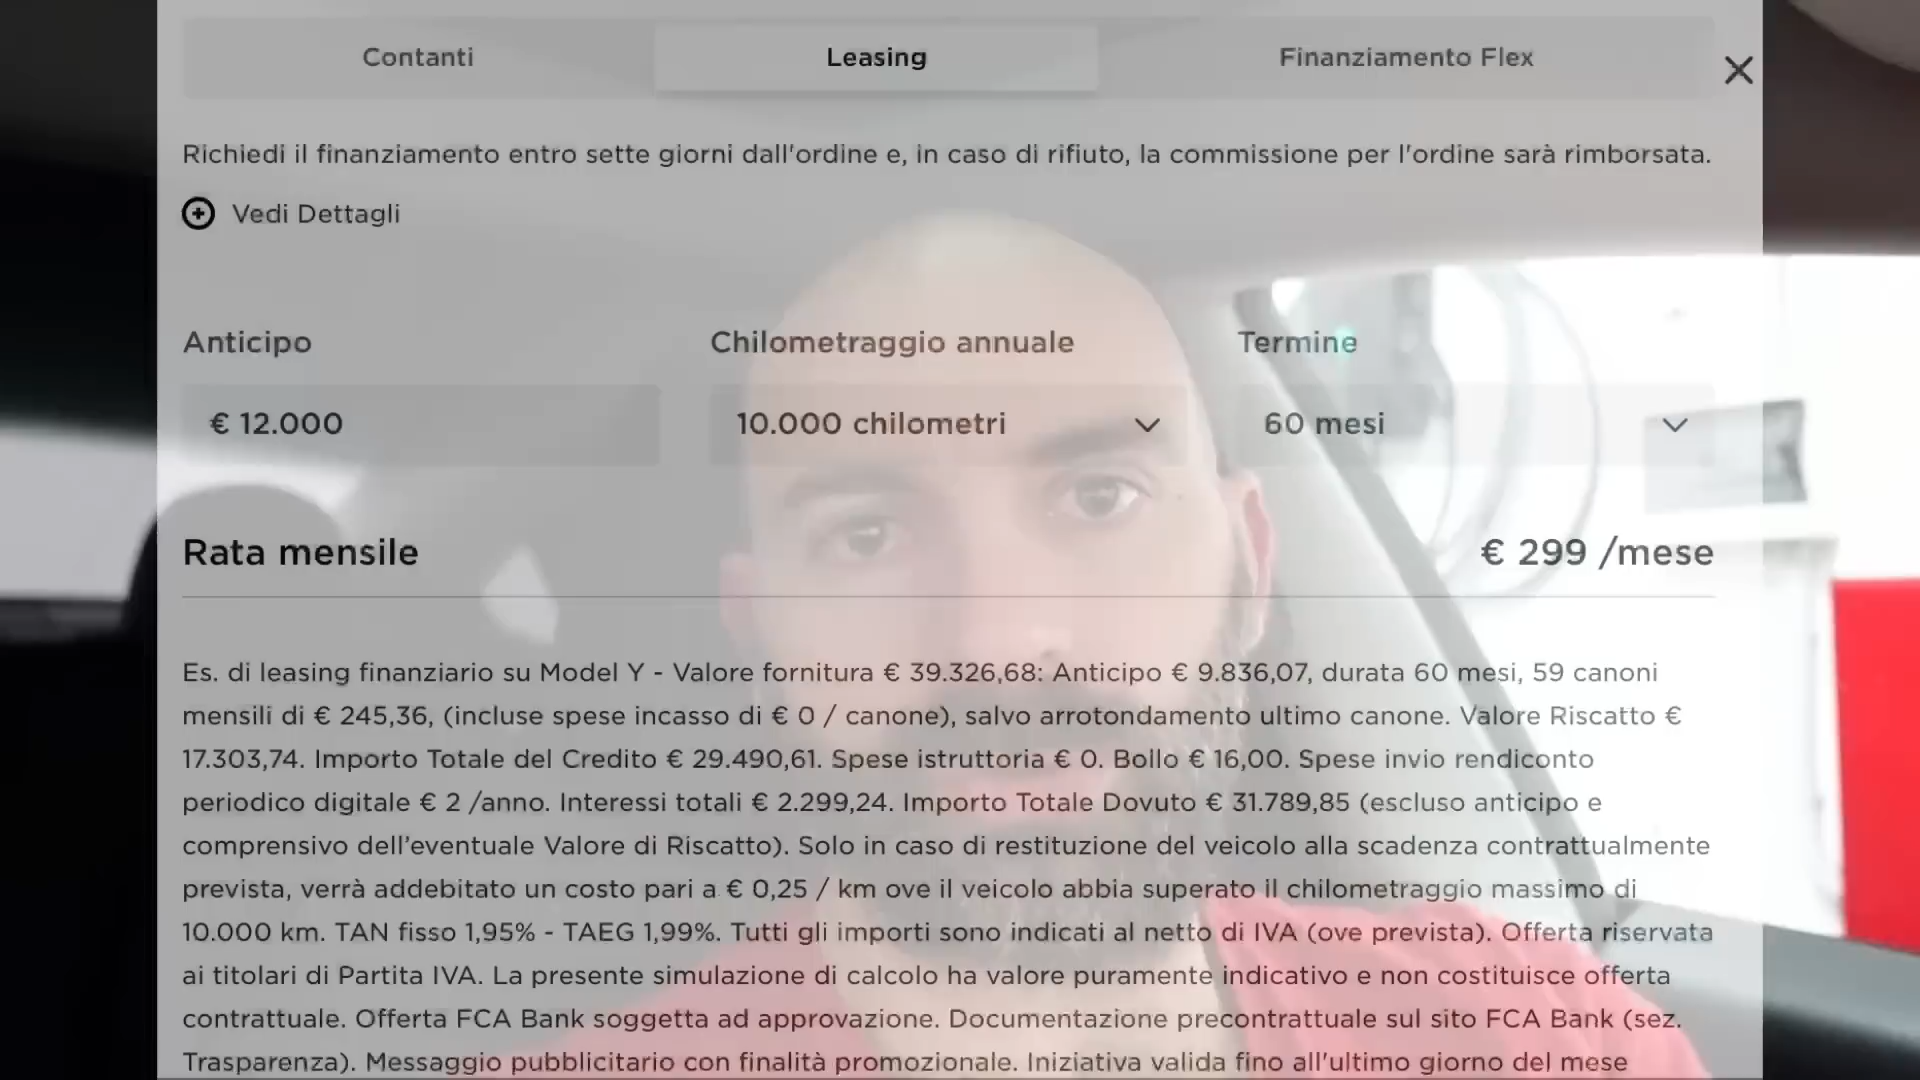 Contanti Leasing Finanziamento Flex
Richiedi il finanziamento entro sette giorni dall'ordine e, in caso di rifiuto, la commissione per l'ordine sarà rimborsata.
Vedi Dettagli
Anticipo Chilometraggio annuale Termine
€ 12.000 10.000 chilometri 60 mesi
Rata mensile € 299 /mese
Es. di leasing finanziario su Model Y - Valore fornitura € 39.326,68: Anticipo € 9.836,07, durata 60 mesi, 59 canoni
mensili di € 245,36, (incluse spese incasso di € 0 / canone), salvo arrotondamento ultimo canone. Valore Riscatto €
17.303,74. Importo Totale del Credito € 29.490,61. Spese istruttoria € 0. Bollo € 16,00. Spese invio rendiconto
periodico digitale € 2 /anno. Interessi totali € 2.299,24. Importo Totale Dovuto € 31.789,85 (escluso anticipo e
comprensivo dell’eventuale Valore di Riscatto). Solo in caso di restituzione del veicolo alla scadenza contrattualmente
prevista, verrà addebitato un costo pari a € 0,25 / km ove il veicolo abbia superato il chilometraggio massimo di
10.000 km. TAN fisso 1,95% - TAEG 1,99%. Tutti gli importi sono indicati al netto di IVA (ove prevista). Offerta riservata
ai titolari di Partita IVA. La presente simulazione di calcolo ha valore puramente indicativo e non costituisce offerta
contrattuale. Offerta FCA Bank soggetta ad approvazione. Documentazione precontrattuale sul sito FCA Bank (sez.
Trasparenza). Messaggio pubblicitario con finalità promozionale. Iniziativa valida fino all'ultimo giorno del mese